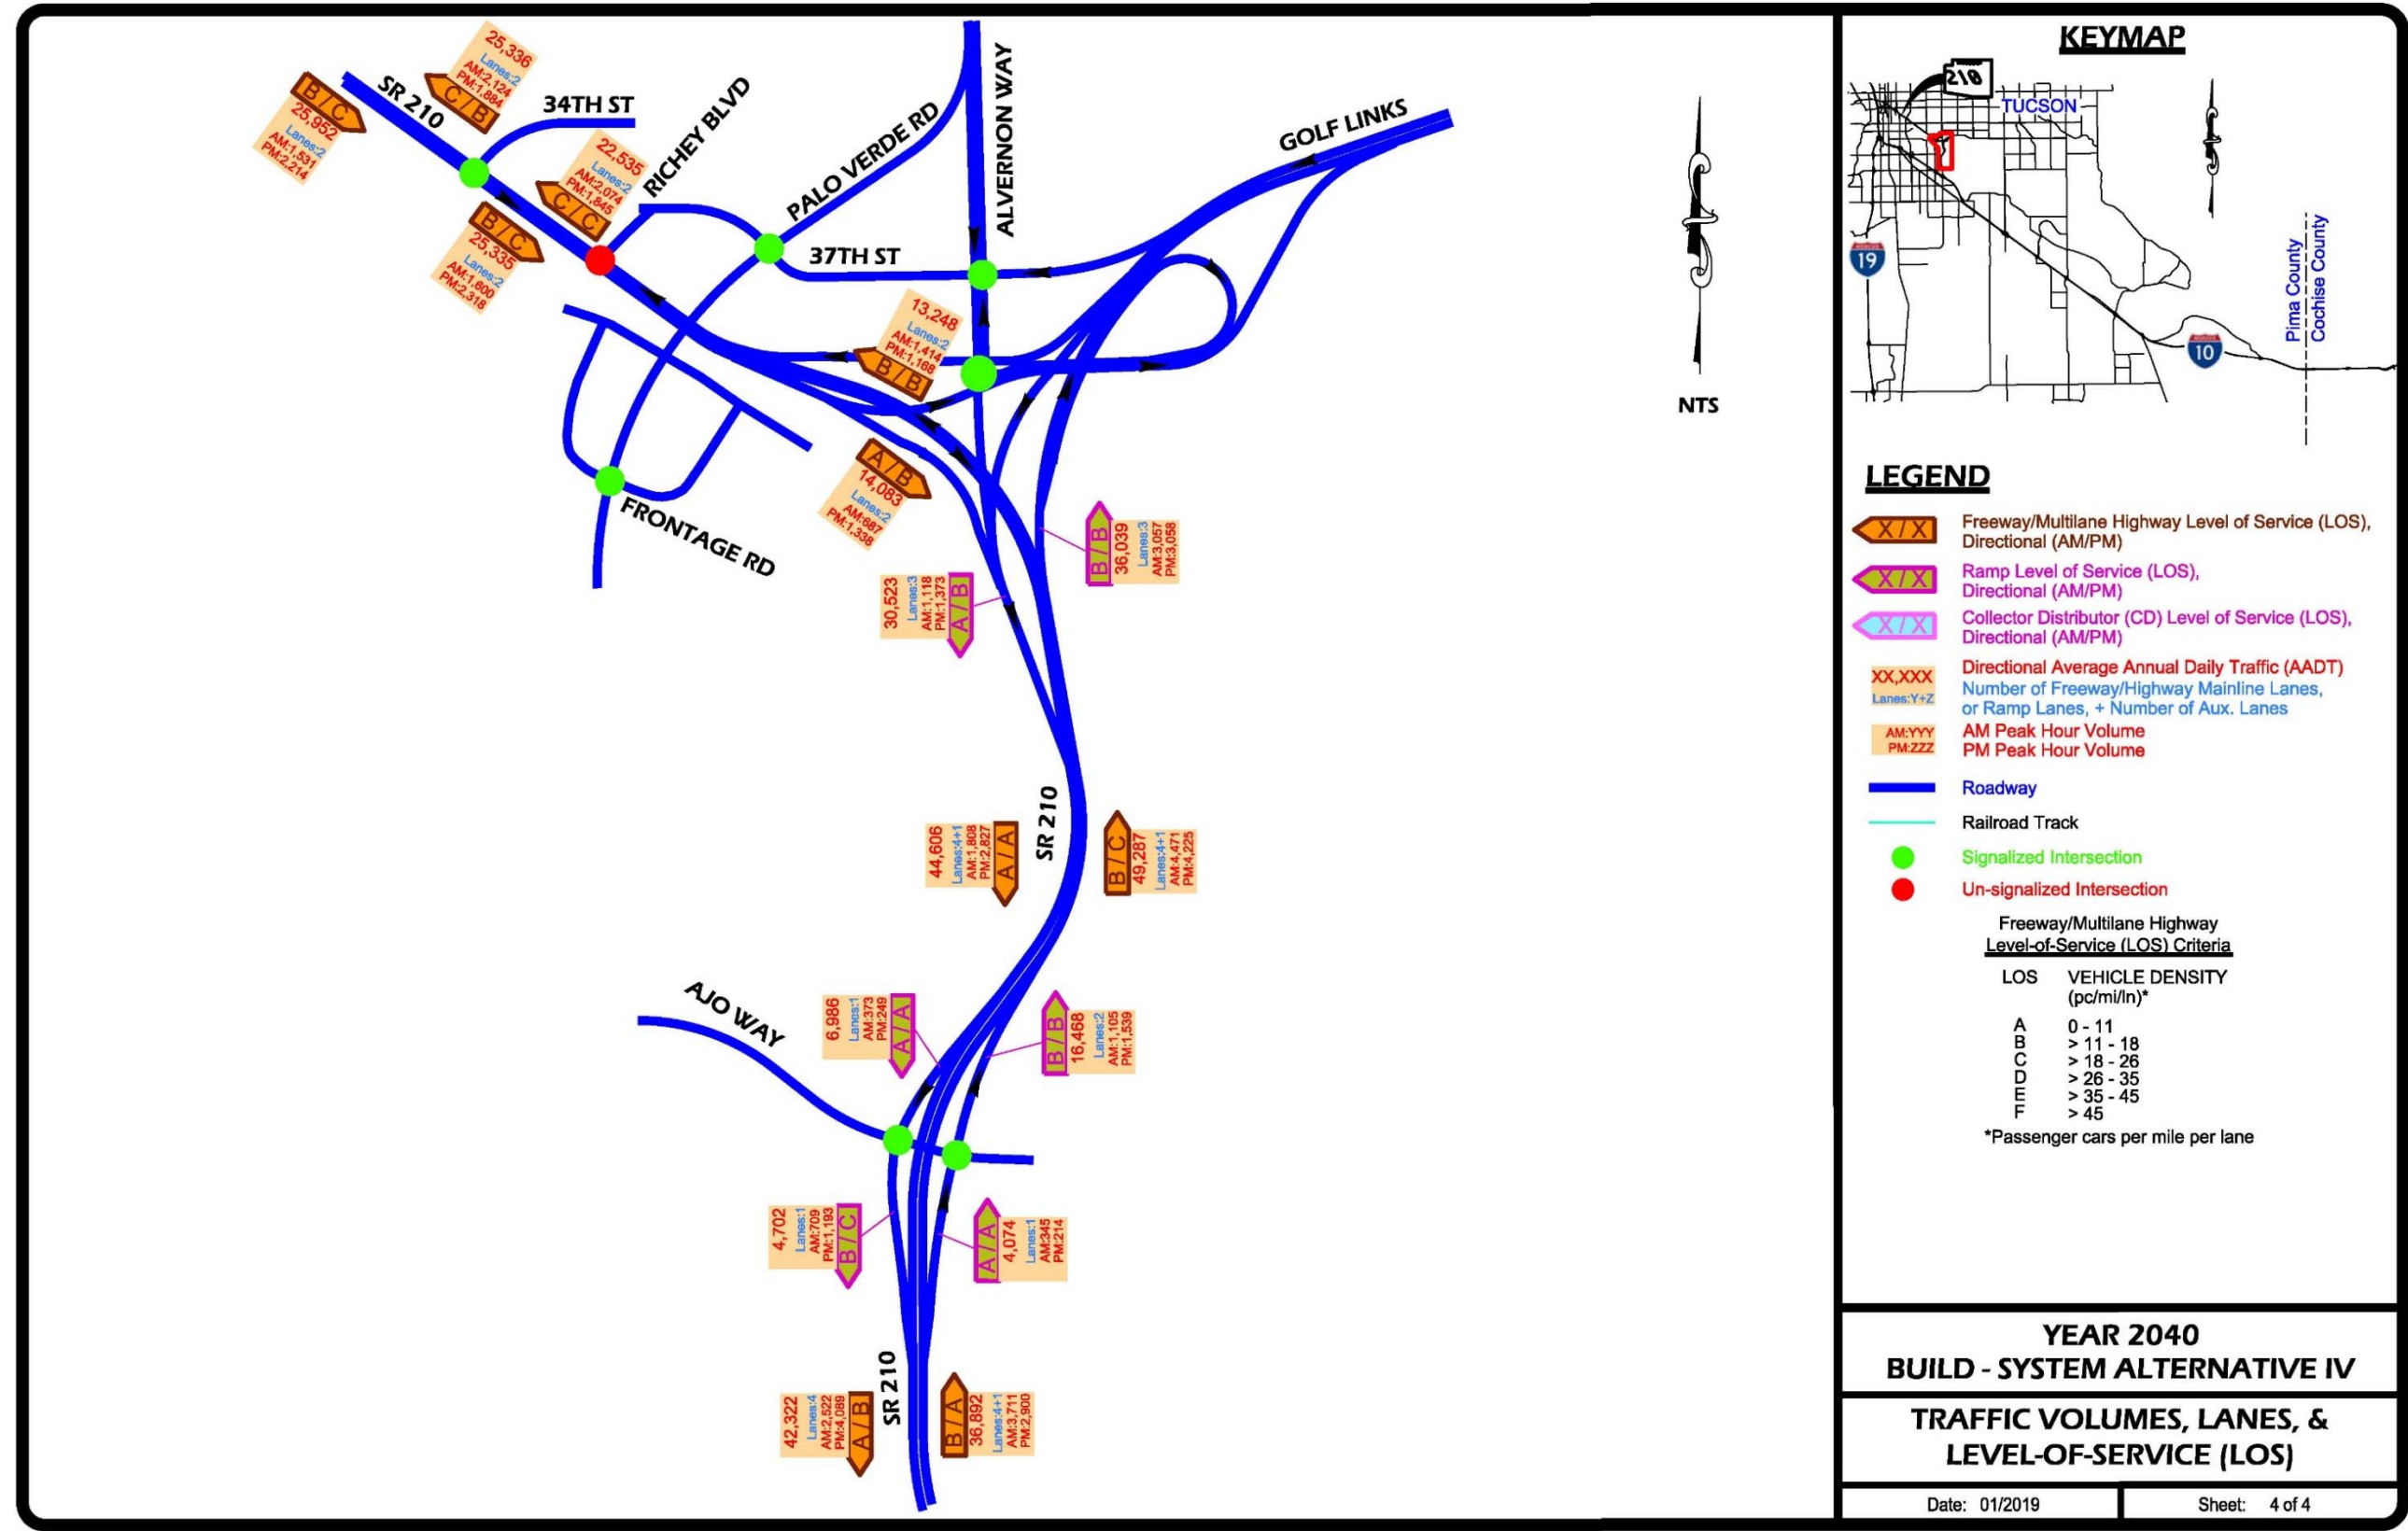 25,336
Lanes:2
AM:2,124
PM:1,884
C / B
B / C
25,952
Lanes:2
AM:1,531
PM:2,214
SR 210
34TH ST
22,535
Lanes:2
AM:2,074
PM:1,845
C / C
RICHEY BLVD
B / C
25,335
Lanes:2
AM:1,600
PM:2,318
PALO VERDE RD
ALVERNON WAY
GOLF LINKS
37TH ST
13,248
Lanes:2
AM:1,414
PM:1,168
B / B
A / B
14,083
Lanes:2
AM:687
PM:1,338
FRONTAGE RD
B / B
36,039
Lanes:3
AM:3,057
PM:3,058
30,523
Lanes:3
AM:1,118
PM:1,373
A / B
44,606
Lanes:4+1
AM:1,808
PM:2,827
A / A
SR 210
B / C
49,287
Lanes:4+1
AM:4,471
PM:4,225
AJO WAY
6,986
Lanes:1
AM:373
PM:249
A / A
B / B
16,468
Lanes:2
AM:1,105
PM:1,539
4,702
Lanes:1
AM:709
PM:1,193
B / C
A / A
4,074
Lanes:1
AM:345
PM:214
42,322
Lanes:4
AM:2,522
PM:4,089
A / B
SR 210
B / A
36,892
Lanes:4+1
AM:3,711
PM:2,900
NTS
KEYMAP
210
TUCSON
19
10
Pima County
Cochise County
LEGEND
X / X
Freeway/Multilane Highway Level of Service (LOS),
Directional (AM/PM)
X / X
Ramp Level of Service (LOS),
Directional (AM/PM)
X / X
Collector Distributor (CD) Level of Service (LOS),
Directional (AM/PM)
XX,XXX
Lanes:Y+Z
Directional Average Annual Daily Traffic (AADT)
Number of Freeway/Highway Mainline Lanes,
or Ramp Lanes, + Number of Aux. Lanes
AM:YYY
PM:ZZZ
AM Peak Hour Volume
PM Peak Hour Volume
Roadway
Railroad Track
Signalized Intersection
Un-signalized Intersection
Freeway/Multilane Highway
Level-of-Service (LOS) Criteria
LOS VEHICLE DENSITY
(pc/mi/ln)*
A 0 - 11
B > 11 - 18
C > 18 - 26
D > 26 - 35
E > 35 - 45
F > 45
*Passenger cars per mile per lane
YEAR 2040
BUILD - SYSTEM ALTERNATIVE IV
TRAFFIC VOLUMES, LANES, &
LEVEL-OF-SERVICE (LOS)
Date: 01/2019
Sheet: 4 of 4